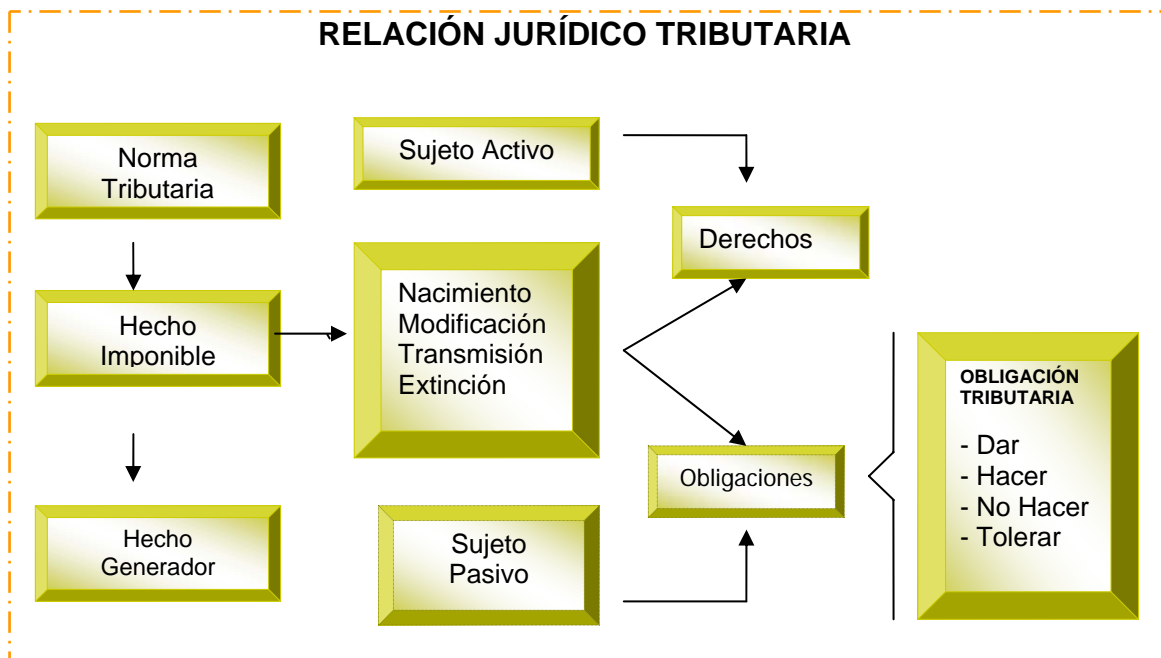 RELACIÓN JURÍDICO TRIBUTARIA
Norma
Tributaria
Hecho
Imponible
Hecho
Generador
Sujeto Activo
Nacimiento
Modificación
Transmisión
Extinción
Sujeto
Pasivo
Derechos
Obligaciones
OBLIGACIÓN
TRIBUTARIA
- Dar
- Hacer
- No Hacer
- Tolerar